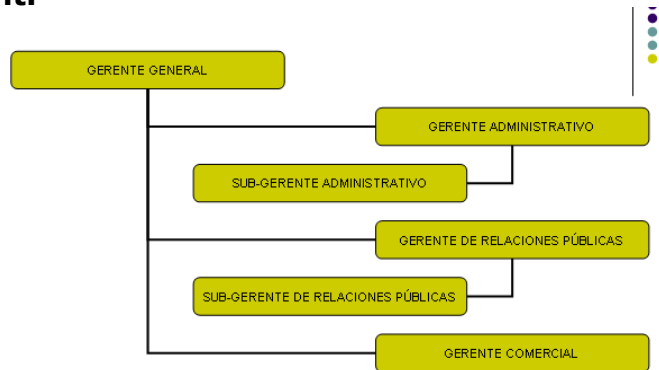 GERENTE GENERAL
GERENTE ADMINISTRATIVO
SUB-GERENTE ADMINISTRATIVO
GERENTE DE RELACIONES PÚBLICAS
SUB-GERENTE DE RELACIONES PÚBLICAS
GERENTE COMERCIAL